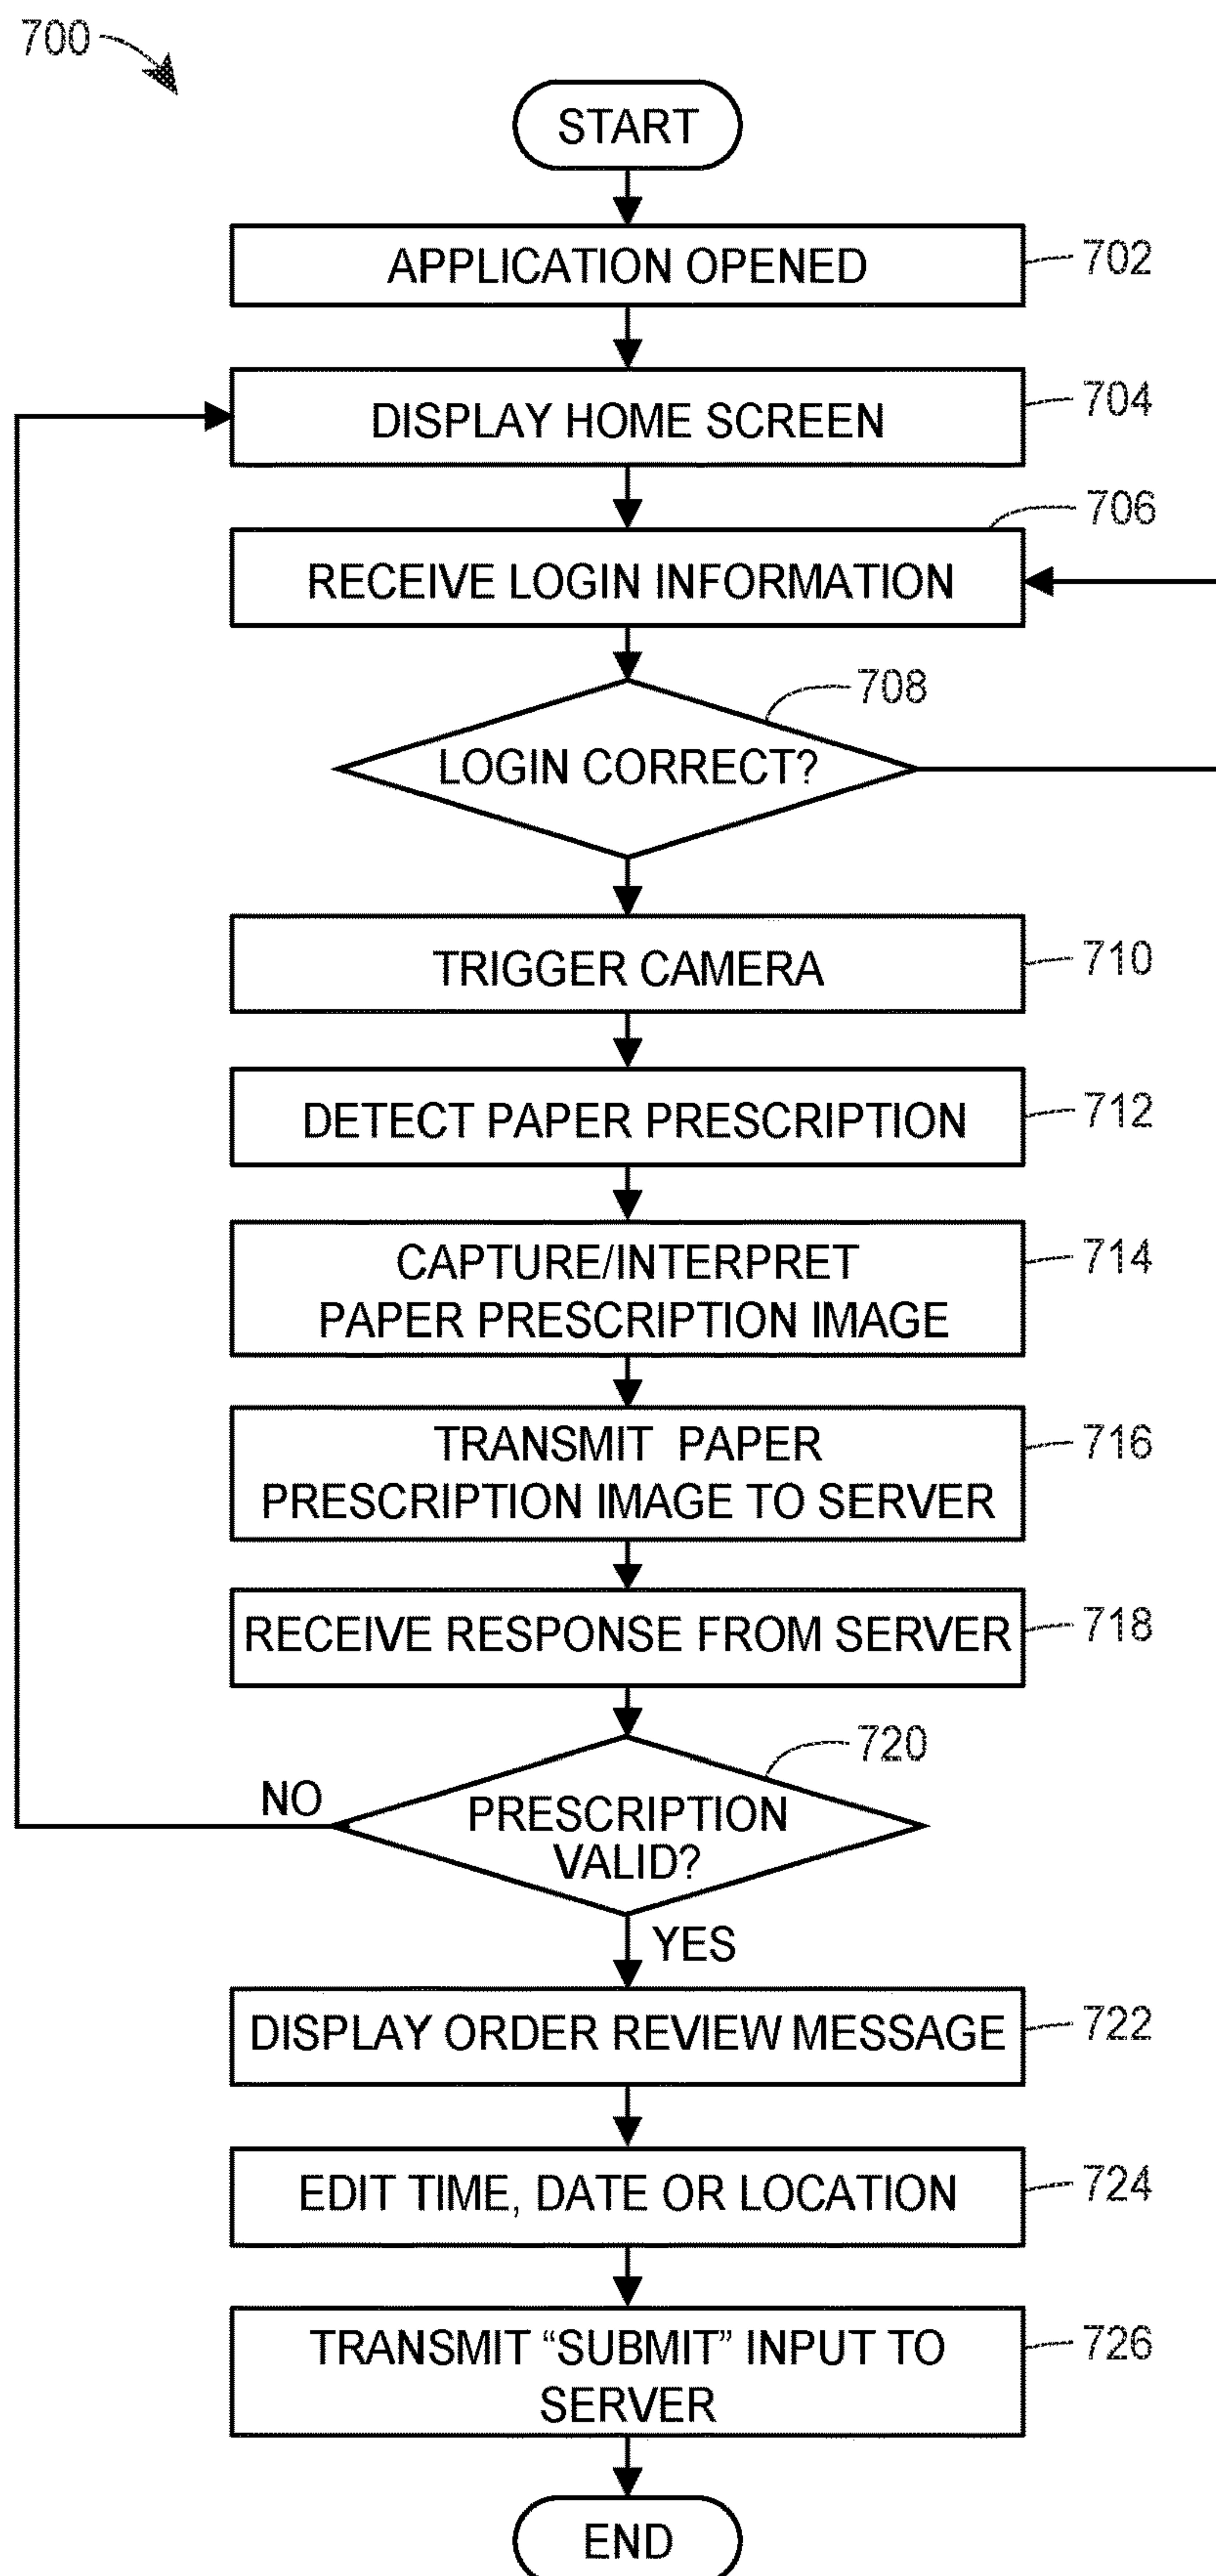 700
START
APPLICATION OPENED
702
DISPLAY HOME SCREEN
704
706
RECEIVE LOGIN INFORMATION
708
LOGIN CORRECT?
TRIGGER CAMERA
710
DETECT PAPER PRESCRIPTION
712
CAPTURE/INTERPRET
PAPER PRESCRIPTION IMAGE
714
TRANSMIT PAPER
PRESCRIPTION IMAGE TO SERVER
716
RECEIVE RESPONSE FROM SERVER
718
720
NO
PRESCRIPTION
VALID?
YES
DISPLAY ORDER REVIEW MESSAGE
722
EDIT TIME, DATE OR LOCATION
724
TRANSMIT “SUBMIT” INPUT TO
SERVER
726
END